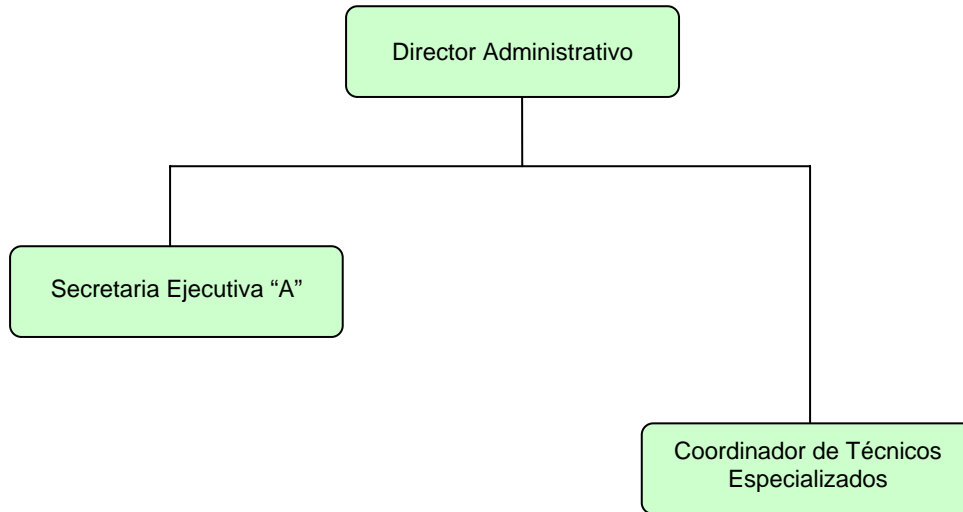 Director Administrativo
Secretaria Ejecutiva “A”
Coordinador de Técnicos
Especializados